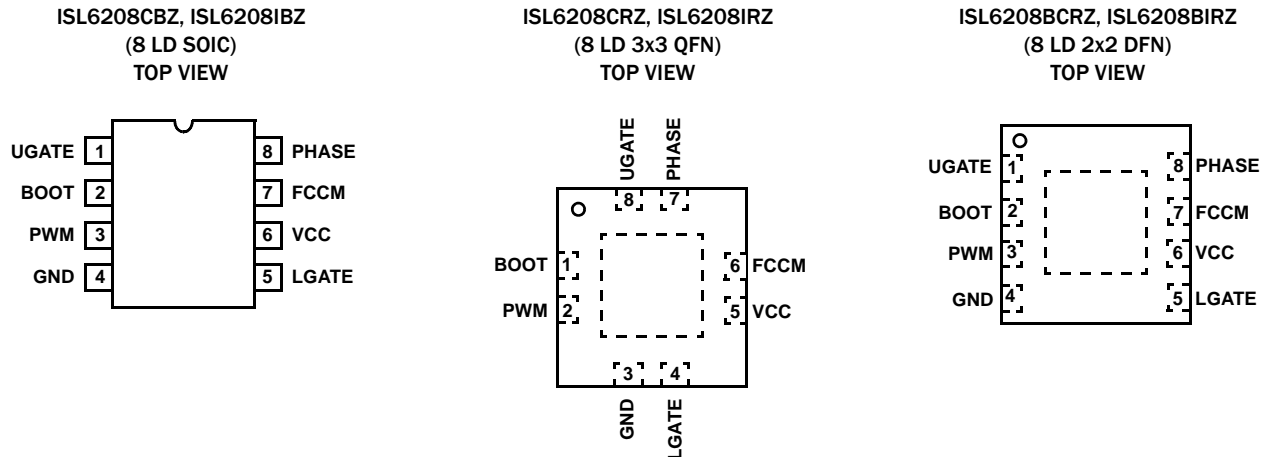 ISL6208CBZ, ISL6208IBZ
(8 LD SOIC)
TOP VIEW
UGATE 1
BOOT 2
PWM 3
GND 4
8 PHASE
7 FCCM
6 VCC
5 LGATE
ISL6208CRZ, ISL6208IRZ
(8 LD 3x3 QFN)
TOP VIEW
UGATE
PHASE
8 7
BOOT 1
PWM 2
6 FCCM
5 VCC
3 4
GND
LGATE
ISL6208BCRZ, ISL6208BIRZ
(8 LD 2x2 DFN)
TOP VIEW
UGATE 1
BOOT 2
PWM 3
GND 4
8 PHASE
7 FCCM
6 VCC
5 LGATE